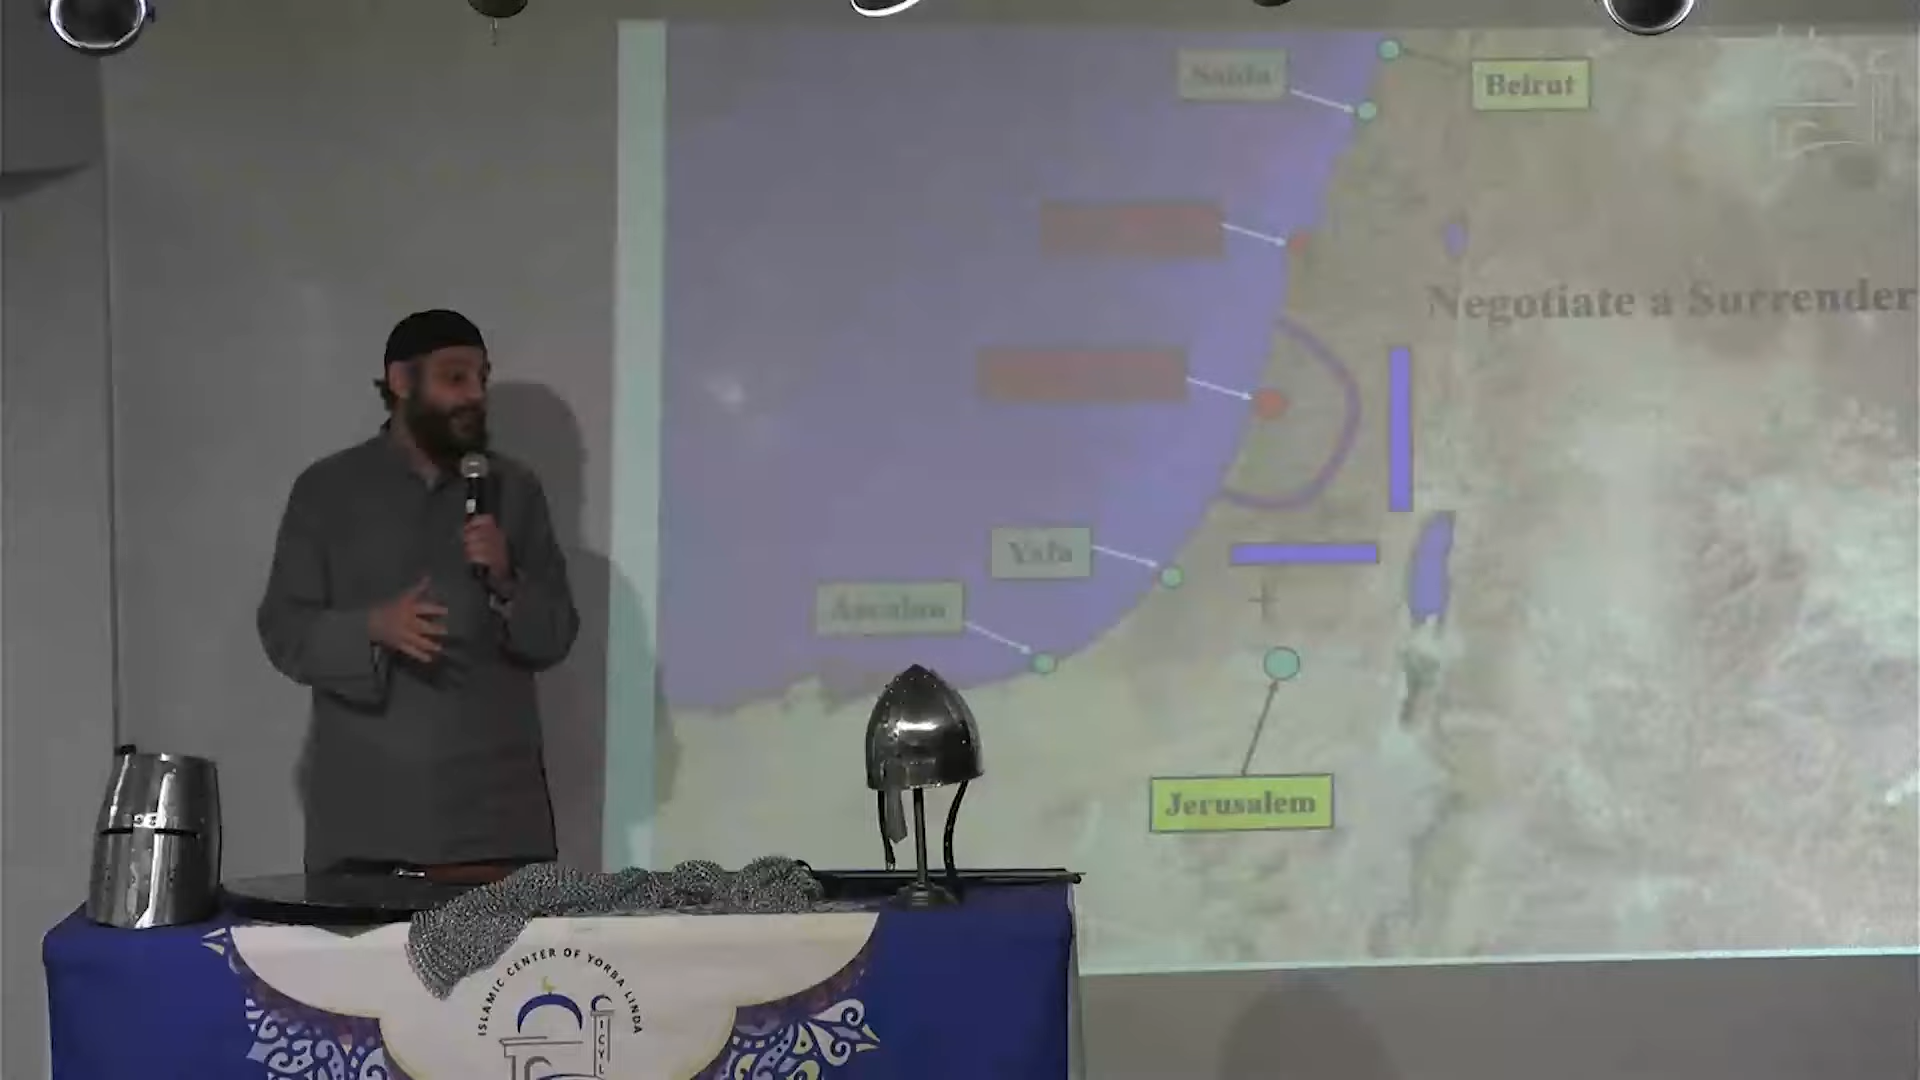 Saida
Beirut
Negotiate a Surrender
Yafa
Ascalon
Jerusalem
ISLAMIC CENTER OF YORBA LINDA
ICYL